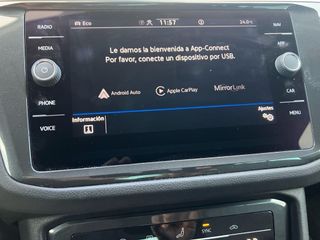 RADIO
Eco
11:57
24.0°C
NAV
MEDIA
Le damos la bienvenida a App-Connect
Por favor, conecte un dispositivo por USB.
APP
Android Auto
Apple CarPlay
MirrorLink
CAR
PHONE
Información
Ajustes
MENU
VOICE
SYNC